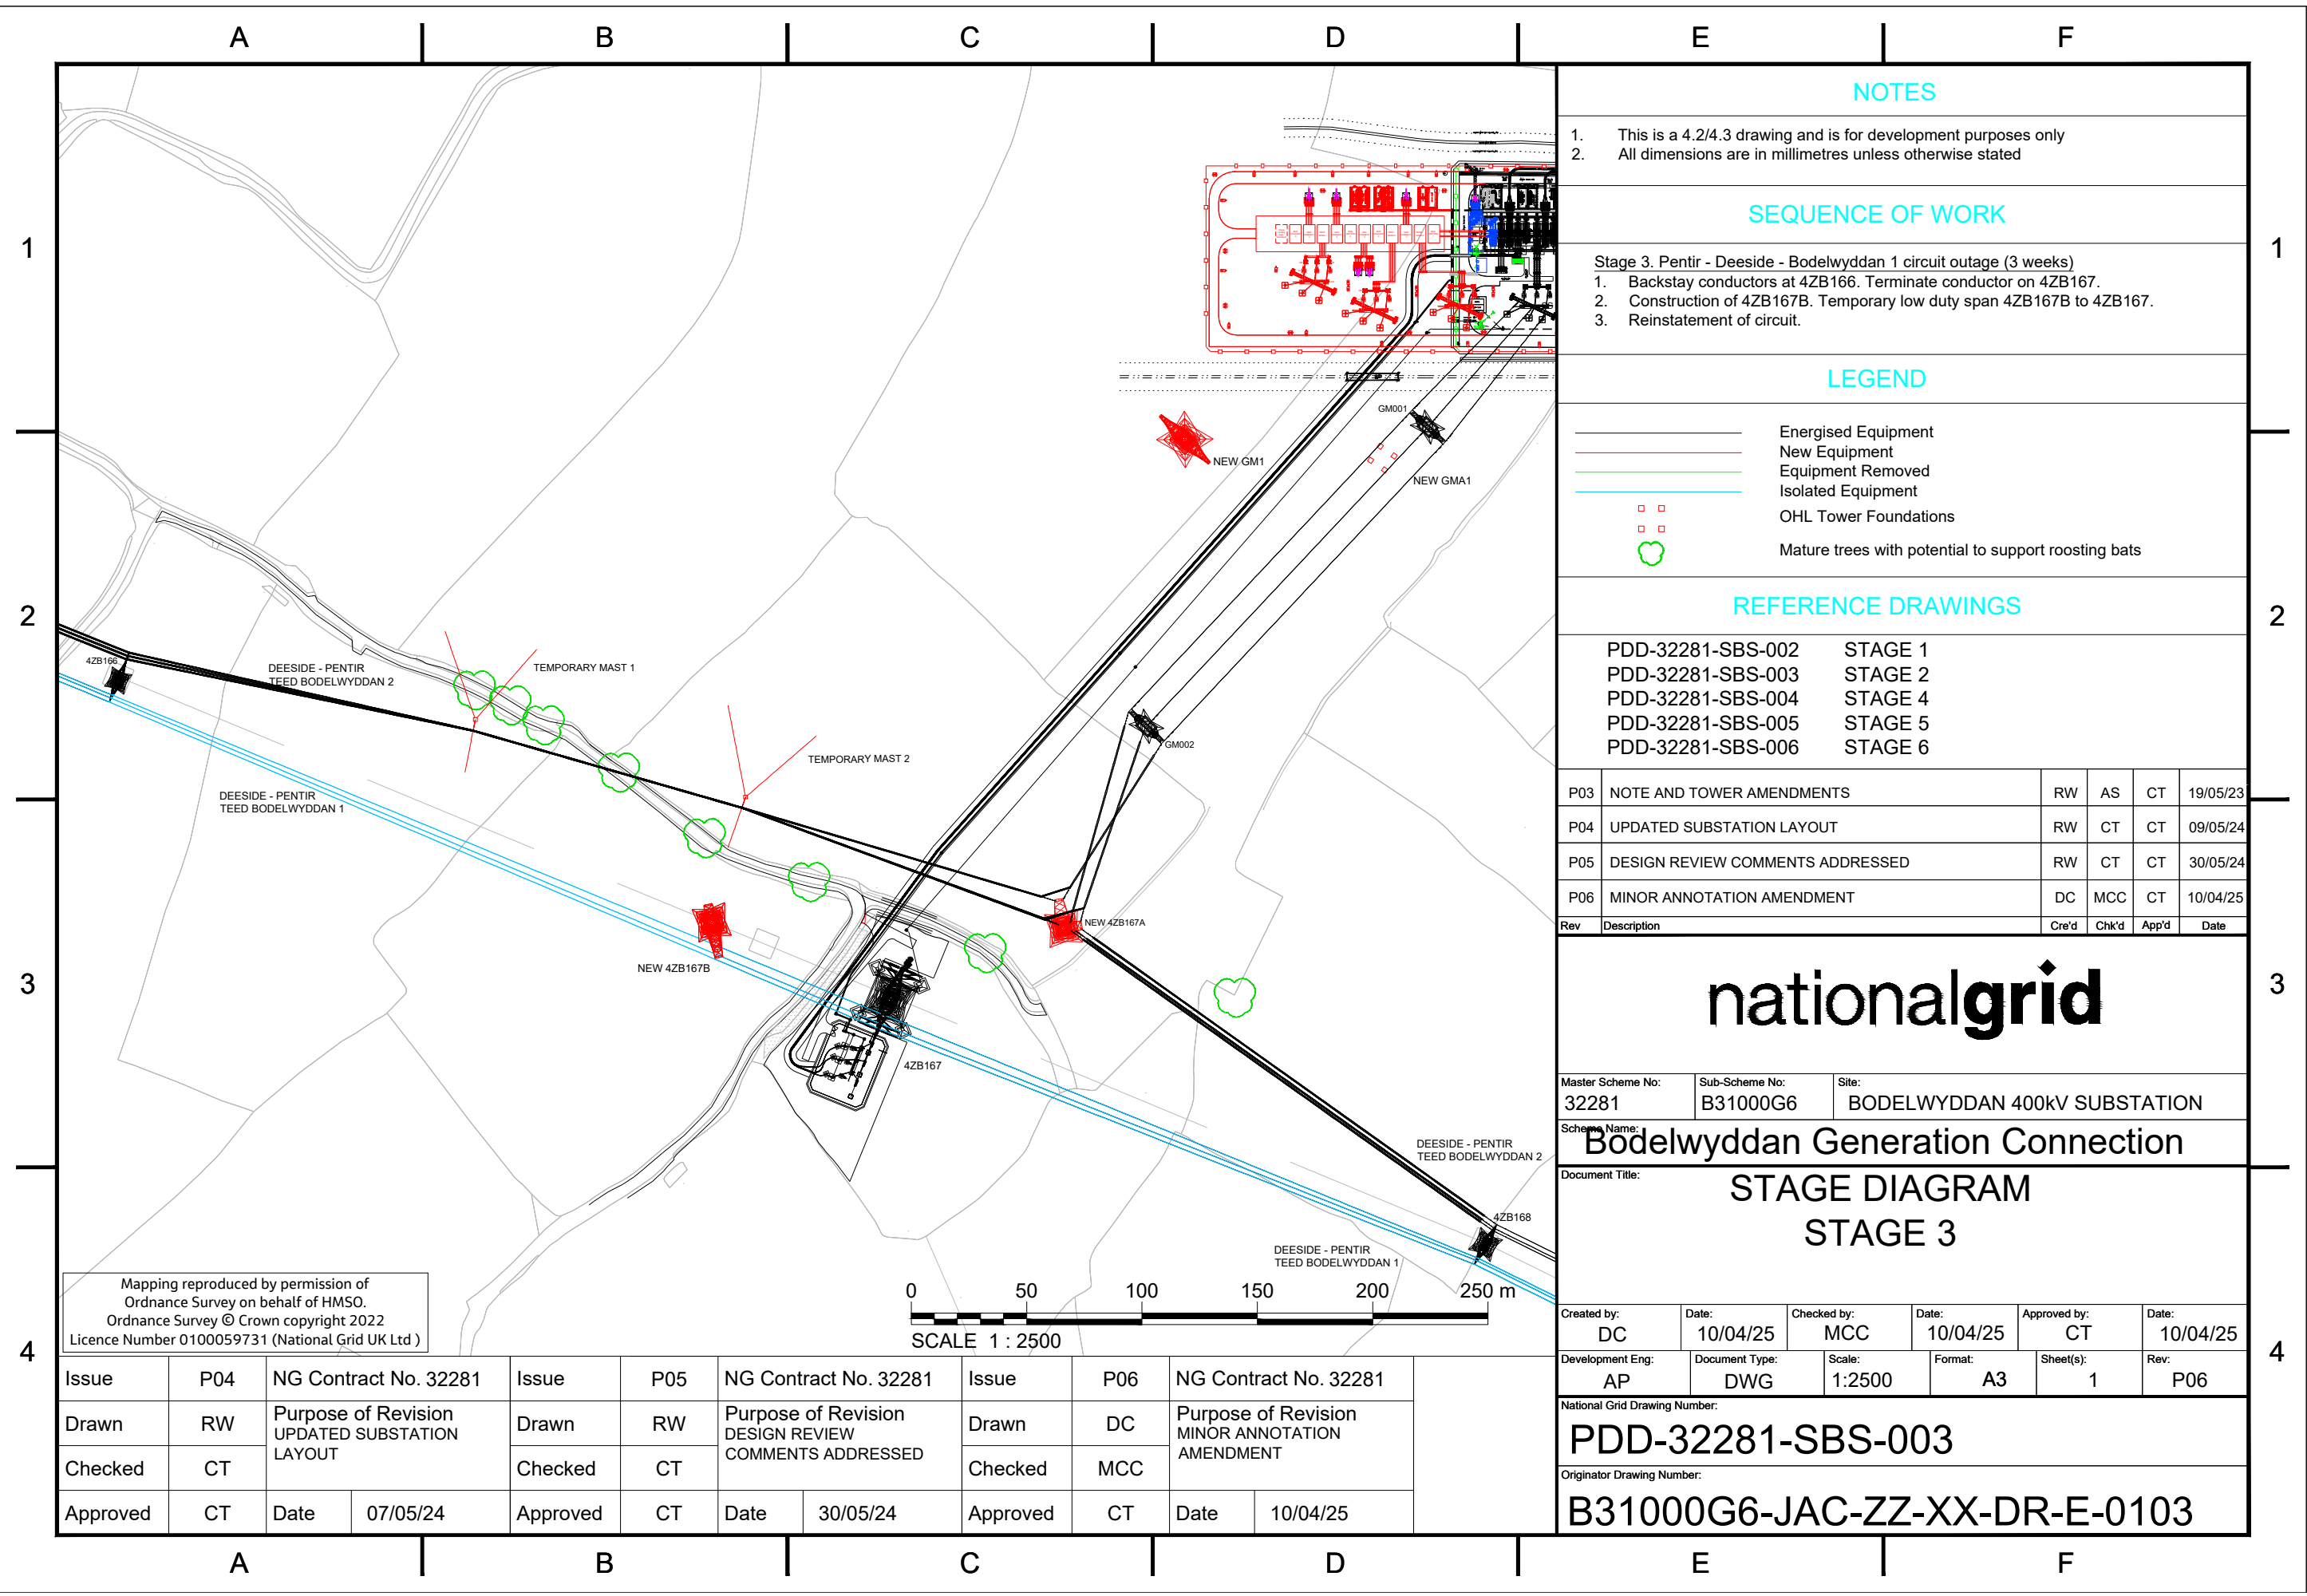 A B C D E F
NOTES
1. This is a 4.2/4.3 drawing and is for development purposes only
2. All dimensions are in millimetres unless otherwise stated
SEQUENCE OF WORK
Stage 3. Pentir - Deeside - Bodelwyddan 1 circuit outage (3 weeks)
1. Backstay conductors at 4ZB166. Terminate conductor on 4ZB167.
2. Construction of 4ZB167B. Temporary low duty span 4ZB167B to 4ZB167.
3. Reinstatement of circuit.
LEGEND
Energised Equipment
New Equipment
Equipment Removed
Isolated Equipment
OHL Tower Foundations
Mature trees with potential to support roosting bats
REFERENCE DRAWINGS
PDD-32281-SBS-002 STAGE 1
PDD-32281-SBS-003 STAGE 2
PDD-32281-SBS-004 STAGE 4
PDD-32281-SBS-005 STAGE 5
PDD-32281-SBS-006 STAGE 6
P03 NOTE AND TOWER AMENDMENTS RW AS CT 19/05/23
P04 UPDATED SUBSTATION LAYOUT RW CT CT 09/05/24
P05 DESIGN REVIEW COMMENTS ADDRESSED RW CT CT 30/05/24
P06 MINOR ANNOTATION AMENDMENT DC MCC CT 10/04/25
Rev Description Cre'd Chk'd App'd Date
nationalgrid
Master Scheme No: Sub-Scheme No: Site:
32281 B31000G6 BODELWYDDAN 400kV SUBSTATION
Scheme Name:
Bodelwyddan Generation Connection
Document Title:
STAGE DIAGRAM
STAGE 3
Created by: Date: Checked by: Date: Approved by: Date:
DC 10/04/25 MCC 10/04/25 CT 10/04/25
Development Eng: Document Type: Scale: Format: Sheet(s): Rev:
AP DWG 1:2500 A3 1 P06
National Grid Drawing Number:
PDD-32281-SBS-003
Originator Drawing Number:
B31000G6-JAC-ZZ-XX-DR-E-0103
1
2
3
4
1
2
3
4
GM001
NEW GM1
NEW GMA1
4ZB166
DEESIDE - PENTIR
TEED BODELWYDDAN 2
TEMPORARY MAST 1
GM002
TEMPORARY MAST 2
DEESIDE - PENTIR
TEED BODELWYDDAN 1
NEW 4ZB167A
NEW 4ZB167B
4ZB167
DEESIDE - PENTIR
TEED BODELWYDDAN 2
4ZB168
DEESIDE - PENTIR
TEED BODELWYDDAN 1
0 50 100 150 200 250 m
SCALE 1 : 2500
Mapping reproduced by permission of
Ordnance Survey on behalf of HMSO.
Ordnance Survey © Crown copyright 2022
Licence Number 0100059731 (National Grid UK Ltd )
Issue P04 NG Contract No. 32281 Issue P05 NG Contract No. 32281 Issue P06 NG Contract No. 32281
Drawn RW Purpose of Revision Drawn RW Purpose of Revision Drawn DC Purpose of Revision
UPDATED SUBSTATION DESIGN REVIEW MINOR ANNOTATION
LAYOUT COMMENTS ADDRESSED AMENDMENT
Checked CT Checked CT Checked MCC
Approved CT Date 07/05/24 Approved CT Date 30/05/24 Approved CT Date 10/04/25
A B C D E F